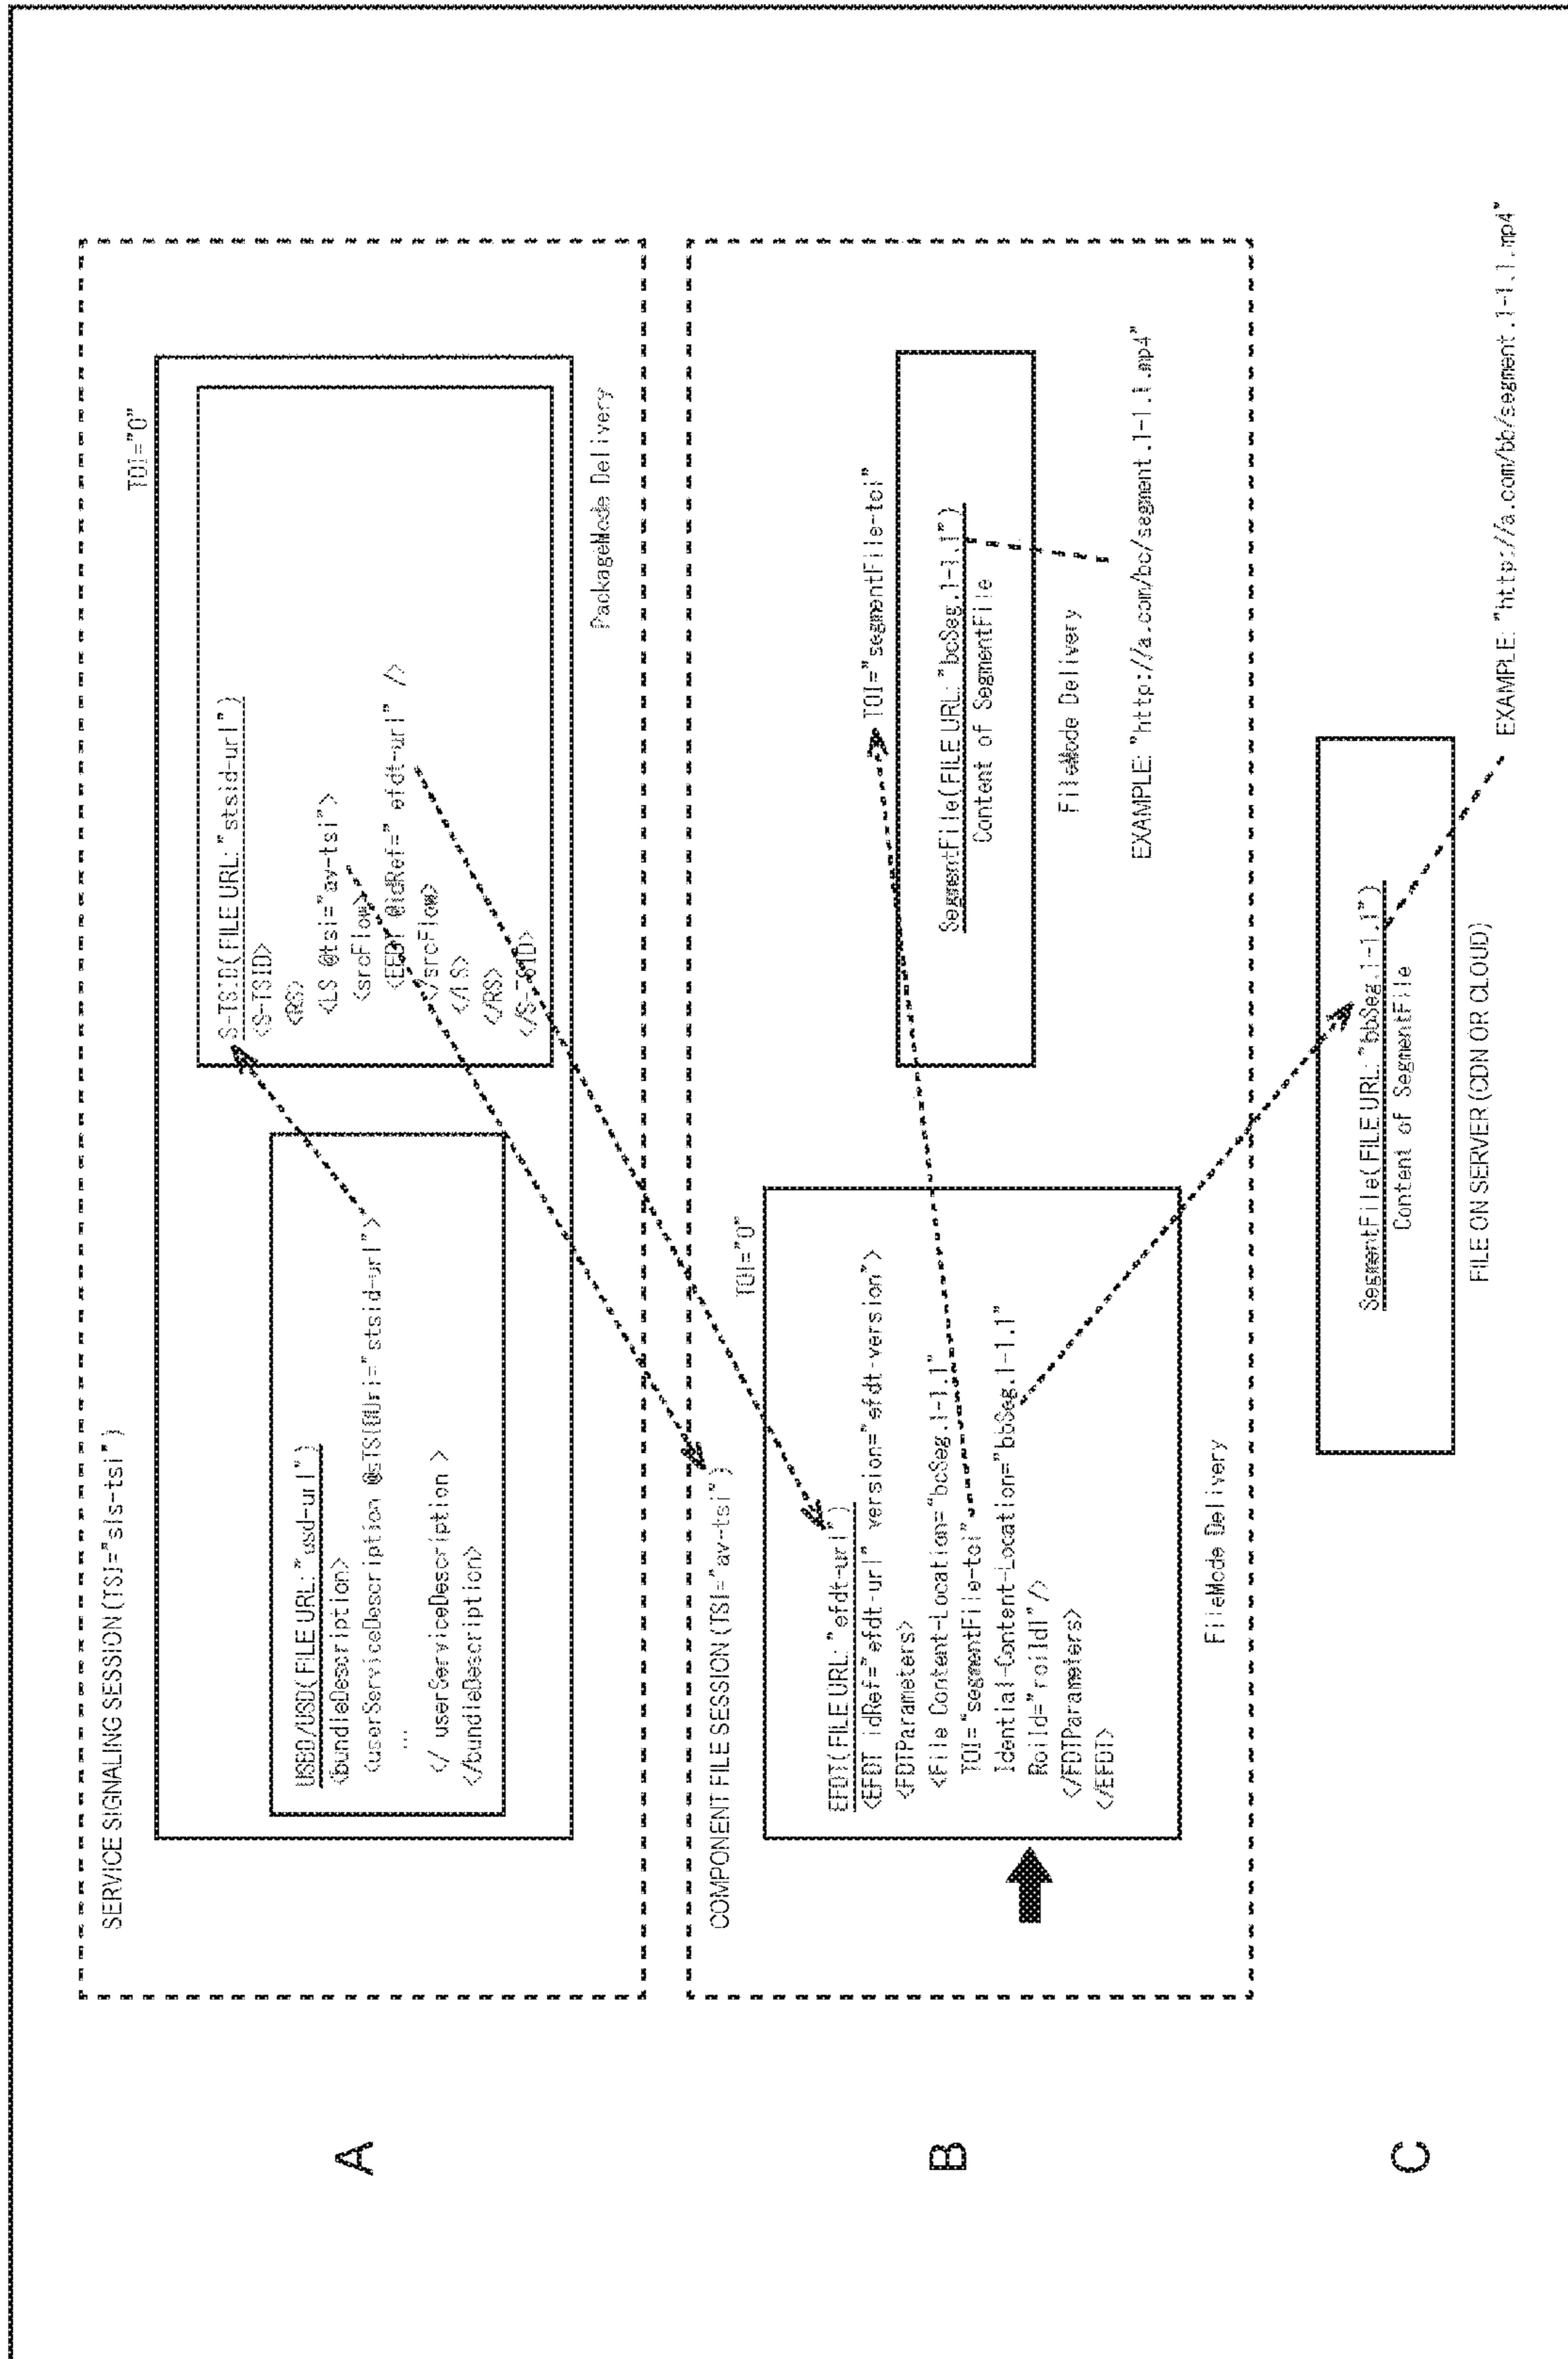 A
SERVICE SIGNALING SESSION (TSI="sls-tsi")
TOI="0"
USBD/USD( FILE URL: "usd-url")
<bundleDescription>
<userServiceDescription @sTSIDUri="stsid-url">
...
</ userServiceDescription >
</bundleDescription>
S-TSID( FILE URL: "stsid-url")
<S-TSID>
<RS>
<LS @tsi="av-tsi">
<srcFlow>
<EFDT @idRef=" efdt-url" />
</srcFlow>
</LS>
</RS>
</S-TSID>
PackageMode Delivery
B
COMPONENT FILE SESSION (TSI="av-tsi")
TOI="0"
EFDT( FILE URL: "efdt-url")
<EFDT idRef="efdt-url" version="efdt-version">
<FDTParameters>
<File Content-Location="bcSeg.1-1.1"
TOI="segmentFile-toi"
Idential-Content-Location="bbSeg.1-1.1"
RollId="rollId1"/>
</FDTParameters>
</EFDT>
FileMode Delivery
TOI="segmentFile-toi"
SegmentFile( FILE URL: "bcSeg.1-1.1")
Content of SegmentFile
FileMode Delivery
EXAMPLE: "http://a.com/bc/segment.1-1.1.mp4"
C
SegmentFile( FILE URL: "bbSeg.1-1.1")
Content of SegmentFile
FILE ON SERVER (CDN OR CLOUD)
EXAMPLE: "http://a.com/bb/segment.1-1.1.mp4"